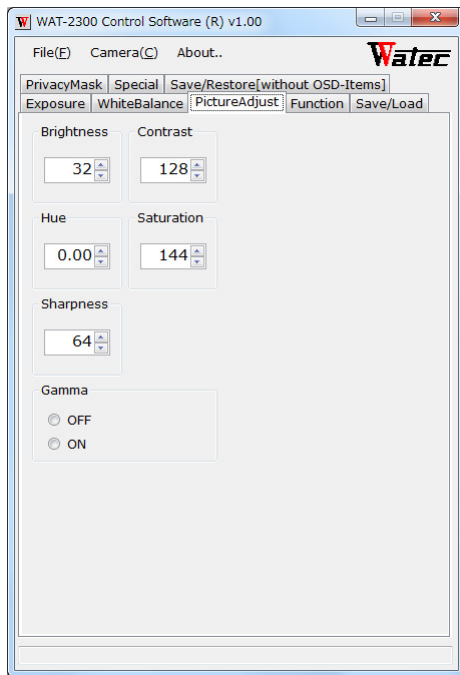 WAT-2300 Control Software (R) v1.00
File(F) Camera(C) About..
Watec
PrivacyMask Special Save/Restore[without OSD-Items]
Exposure WhiteBalance PictureAdjust Function Save/Load
Brightness Contrast
32 128
Hue Saturation
0.00 144
Sharpness
64
Gamma
OFF
ON